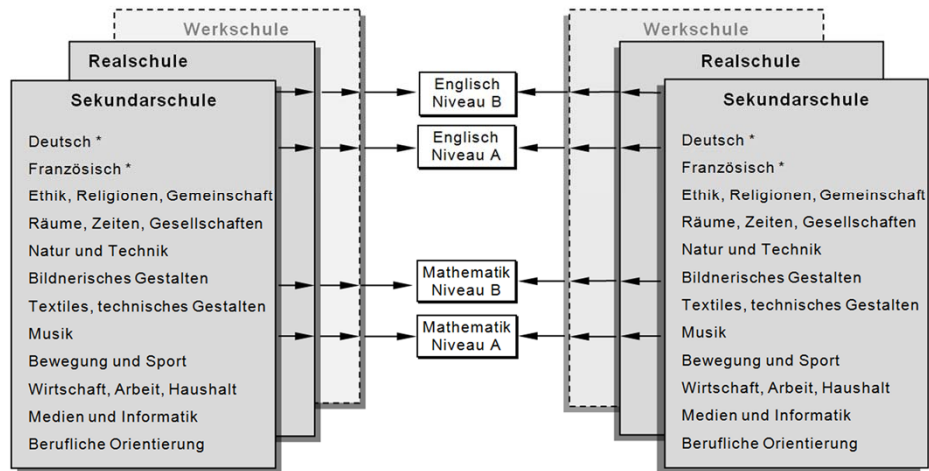 Werkschule
Realschule
Sekundarschule
Deutsch *
Französisch *
Ethik, Religionen, Gemeinschaft
Räume, Zeiten, Gesellschaften
Natur und Technik
Bildnerisches Gestalten
Textiles, technisches Gestalten
Musik
Bewegung und Sport
Wirtschaft, Arbeit, Haushalt
Medien und Informatik
Berufliche Orientierung
Englisch
Niveau B
Englisch
Niveau A
Mathematik
Niveau B
Mathematik
Niveau A
Werkschule
Realschule
Sekundarschule
Deutsch *
Französisch *
Ethik, Religionen, Gemeinschaft
Räume, Zeiten, Gesellschaften
Natur und Technik
Bildnerisches Gestalten
Textiles, technisches Gestalten
Musik
Bewegung und Sport
Wirtschaft, Arbeit, Haushalt
Medien und Informatik
Berufliche Orientierung